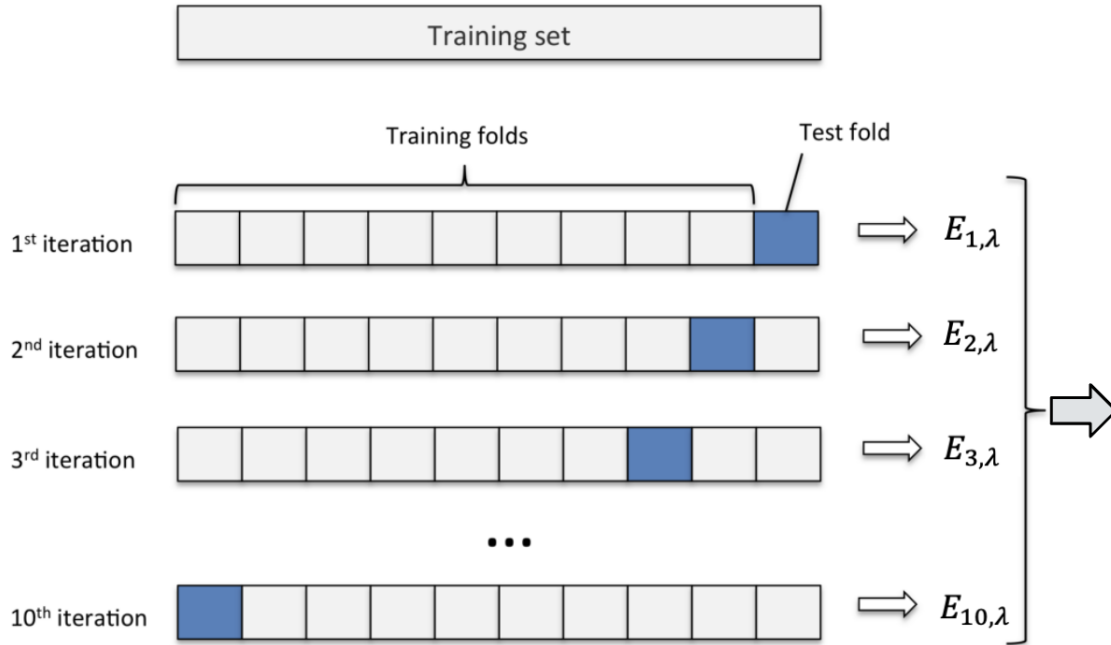 Training set
Training folds
Test fold
1st iteration
E1,λ
2nd iteration
E2,λ
3rd iteration
E3,λ
...
10th iteration
E10,λ